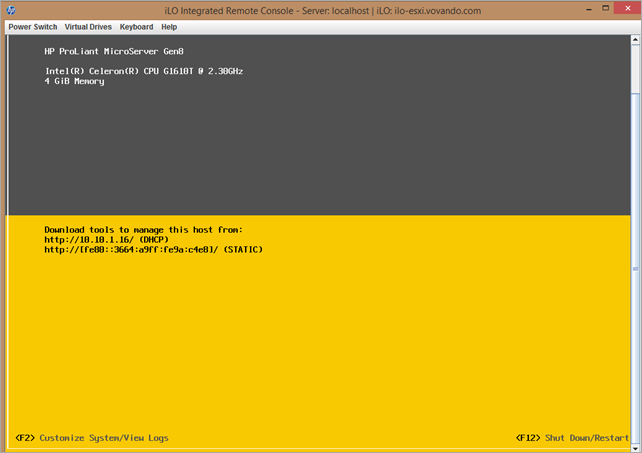 iLO Integrated Remote Console - Server: localhost | iLO: ilo-esxi.vovando.com
Power Switch Virtual Drives Keyboard Help
HP ProLiant MicroServer Gen8
Intel(R) Celeron(R) CPU G1610T @ 2.30GHz
4 GiB Memory
Download tools to manage this host from:
http://10.10.1.16/ (DHCP)
http://[fe80::3664:a9ff:fe9a:c4e8]/ (STATIC)
<F2> Customize System/View Logs <F12> Shut Down/Restart